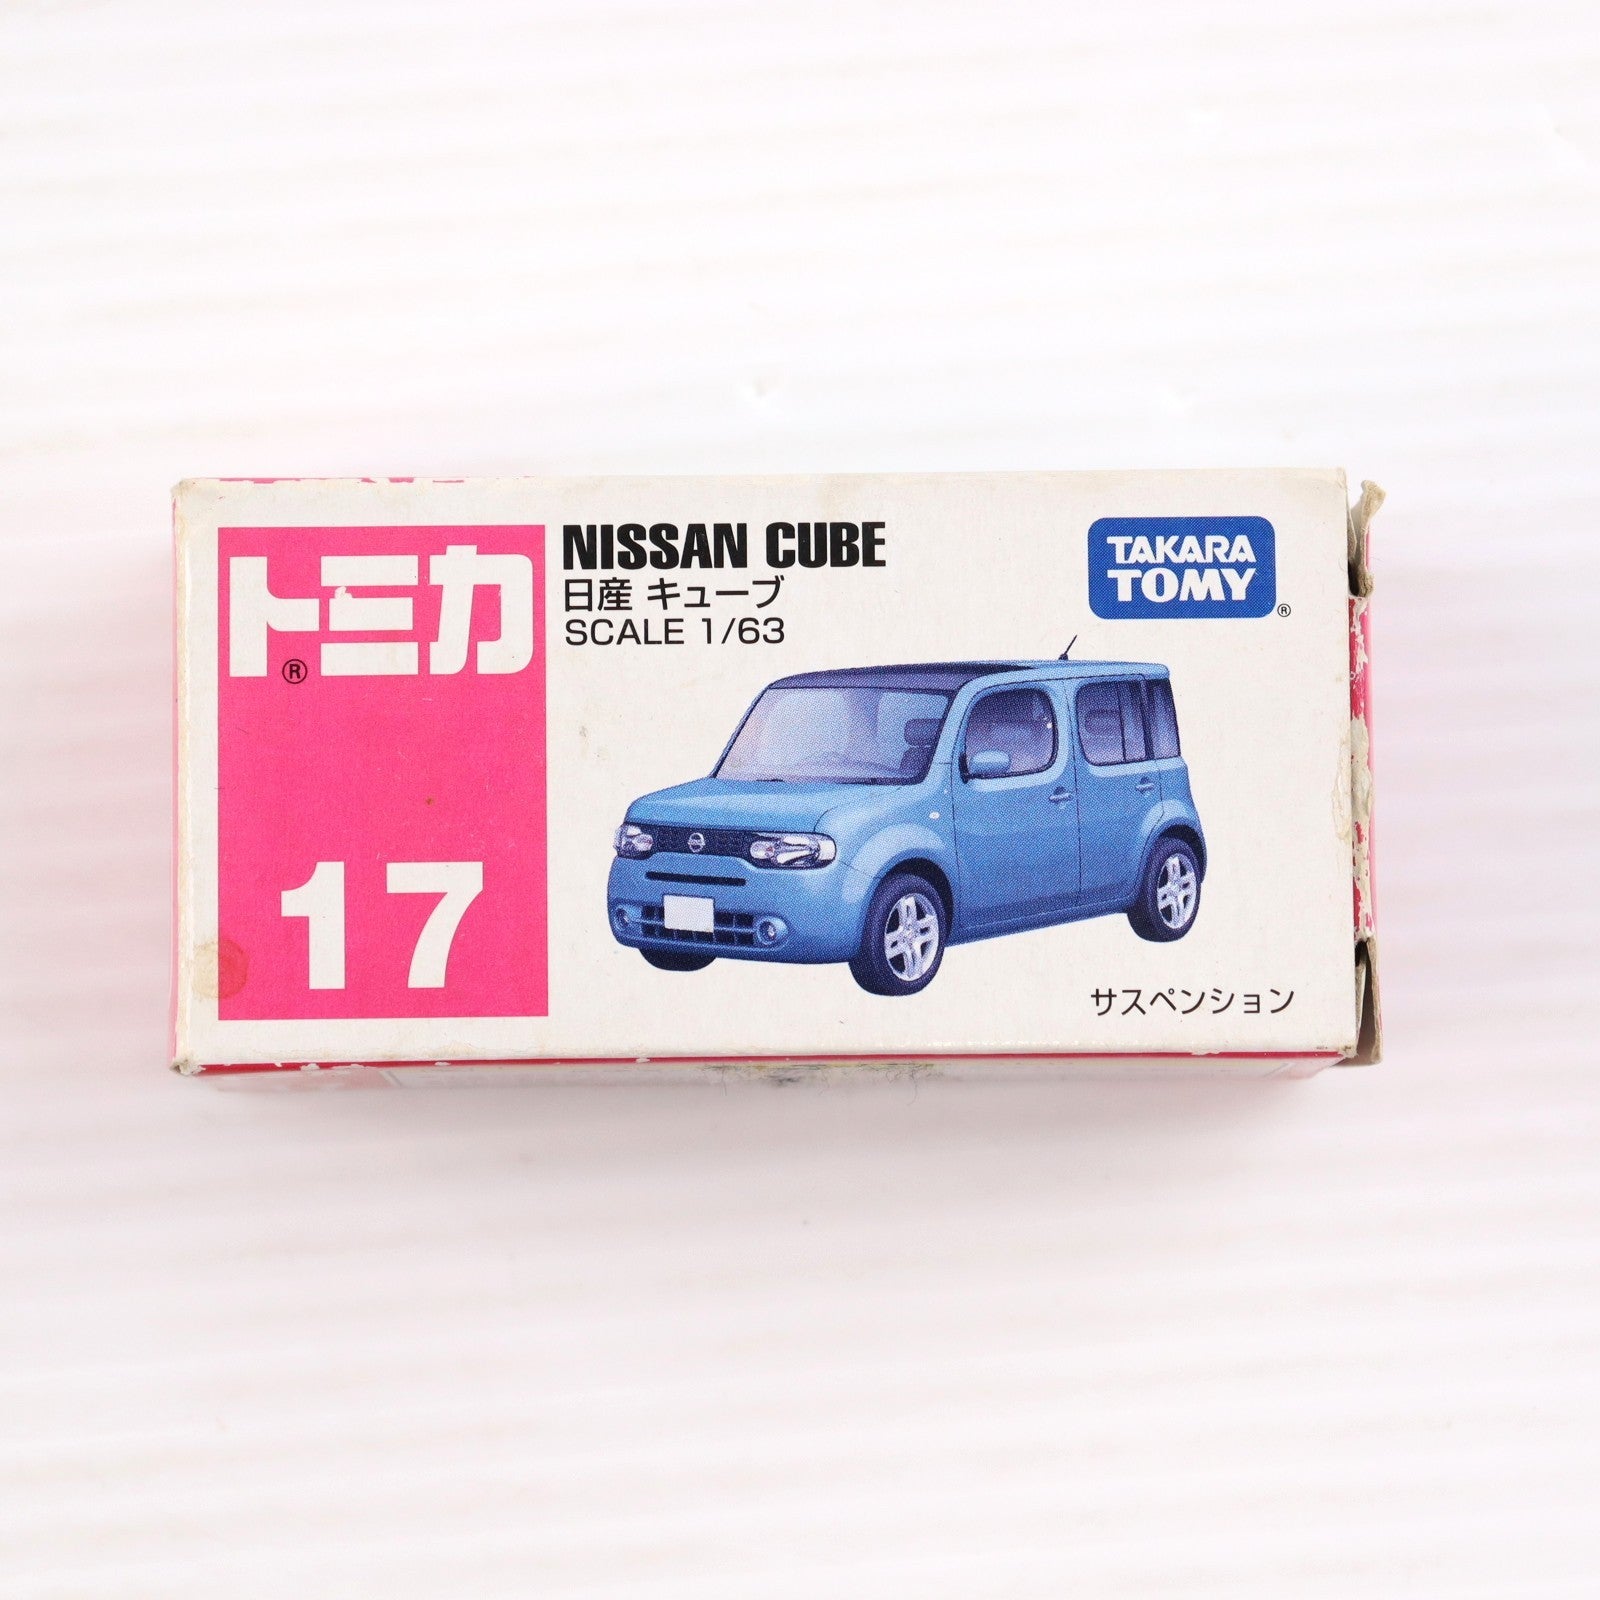 トミカ
®
17
NISSAN CUBE
日産 キューブ
SCALE 1/63
TAKARA
TOMY
®
サスペンション